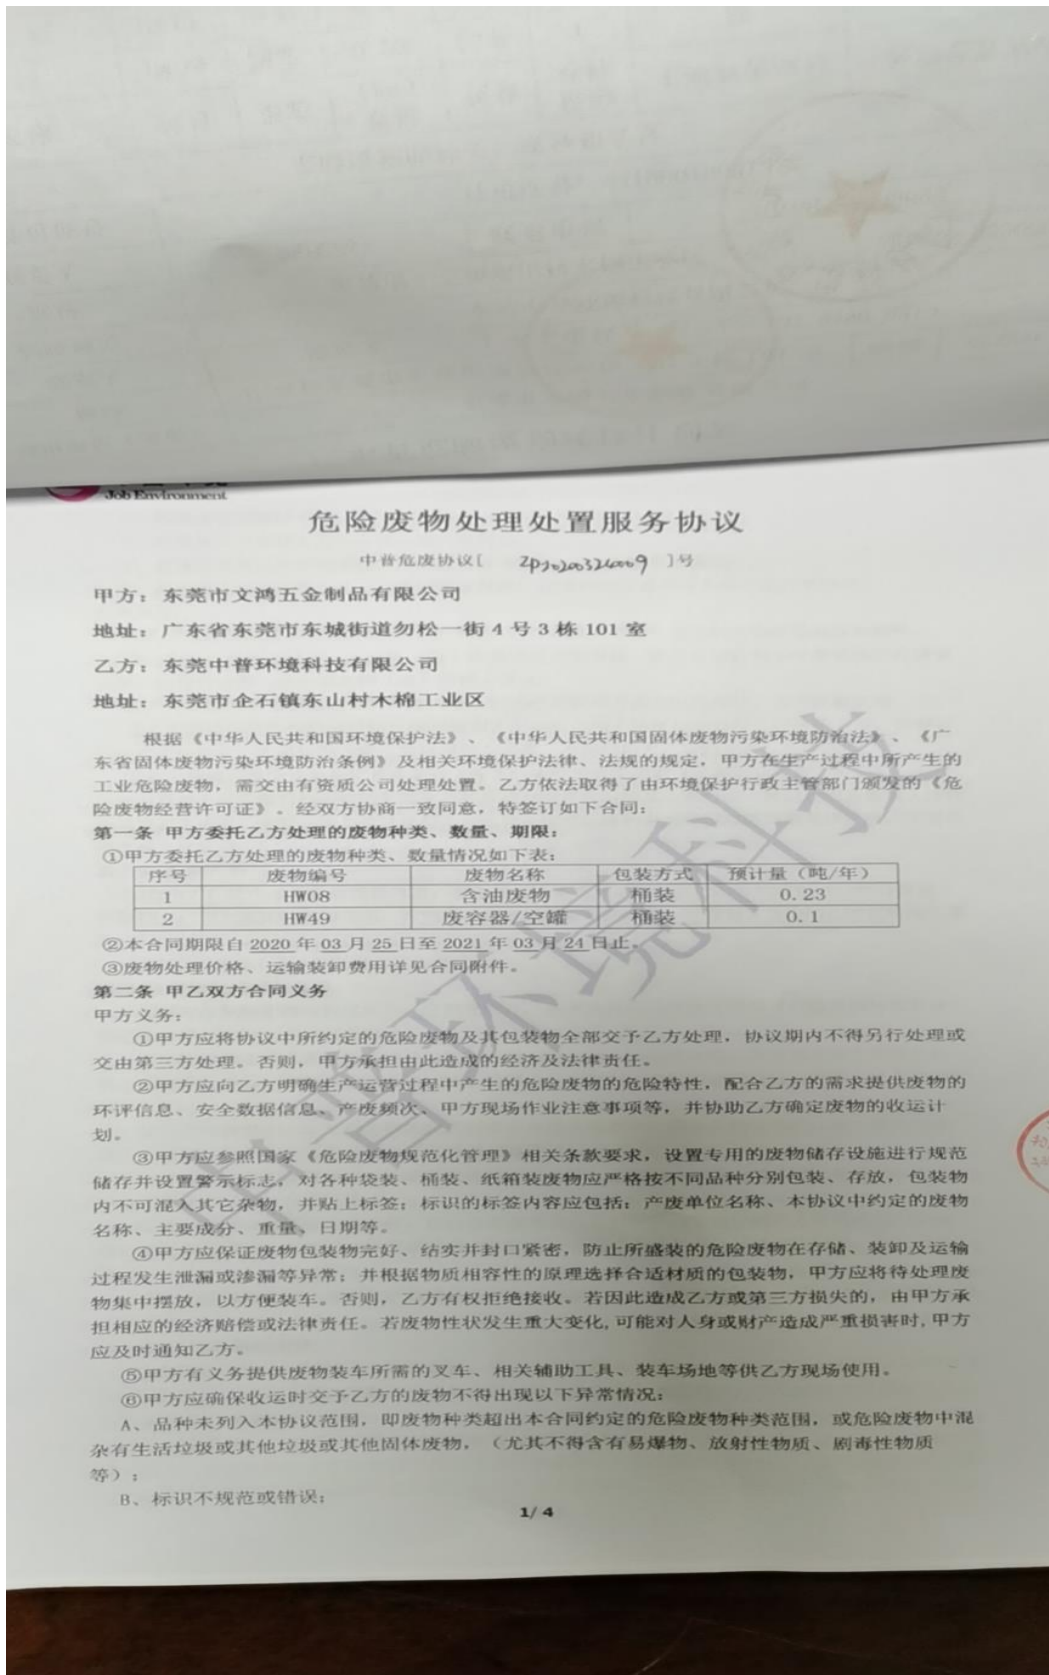 Job Environment
危险废物处理处置服务协议
中普危废协议[ ZP20200324009 ]号
甲方：东莞市文鸿五金制品有限公司
地址：广东省东莞市东城街道勿松一街 4 号 3 栋 101 室
乙方：东莞中普环境科技有限公司
地址：东莞市企石镇东山村木棉工业区
根据《中华人民共和国环境保护法》、《中华人民共和国固体废物污染环境防治法》、《广
东省固体废物污染环境防治条例》及相关环境保护法律、法规的规定，甲方在生产过程中所产生的
工业危险废物，需交由有资质公司处理处置。乙方依法取得了由环境保护行政主管部门颁发的《危
险废物经营许可证》。经双方协商一致同意，特签订如下合同：
第一条 甲方委托乙方处理的废物种类、数量、期限：
①甲方委托乙方处理的废物种类、数量情况如下表：
序号 废物编号 废物名称 包装方式 预计量（吨/年）
1 HW08 含油废物 桶装 0.23
2 HW49 废容器/空罐 桶装 0.1
②本合同期限自 2020 年 03 月 25 日至 2021 年 03 月 24 日止。
③废物处理价格、运输装卸费用详见合同附件。
第二条 甲乙双方合同义务
甲方义务：
①甲方应将协议中所约定的危险废物及其包装物全部交予乙方处理，协议期内不得另行处理或
交由第三方处理。否则，甲方承担由此造成的经济及法律责任。
②甲方应向乙方明确生产运营过程中产生的危险废物的危险特性，配合乙方的需求提供废物的
环评信息、安全数据信息、产废频次、甲方现场作业注意事项等，并协助乙方确定废物的收运计
划。
③甲方应参照国家《危险废物规范化管理》相关条款要求，设置专用的废物储存设施进行规范
储存并设置警示标志，对各种袋装、桶装、纸箱装废物应严格按不同品种分别包装、存放，包装物
内不可混入其它杂物，并贴上标签；标识的标签内容应包括：产废单位名称、本协议中约定的废物
名称、主要成分、重量、日期等。
④甲方应保证废物包装物完好、结实并封口紧密，防止所盛装的危险废物在存储、装卸及运输
过程发生泄漏或渗漏等异常；并根据物质相容性的原理选择合适材质的包装物，甲方应将待处理废
物集中摆放，以方便装车。否则，乙方有权拒绝接收。若因此造成乙方或第三方损失的，由甲方承
担相应的经济赔偿或法律责任。若废物性状发生重大变化,可能对人身或财产造成严重损害时,甲方
应及时通知乙方。
⑤甲方有义务提供废物装车所需的叉车、相关辅助工具、装车场地等供乙方现场使用。
⑥甲方应确保收运时交予乙方的废物不得出现以下异常情况：
A、品种未列入本协议范围，即废物种类超出本合同约定的危险废物种类范围，或危险废物中混
杂有生活垃圾或其他垃圾或其他固体废物，（尤其不得含有易爆物、放射性物质、剧毒性物质
等）；
B、标识不规范或错误；
1/ 4
中普环境科技